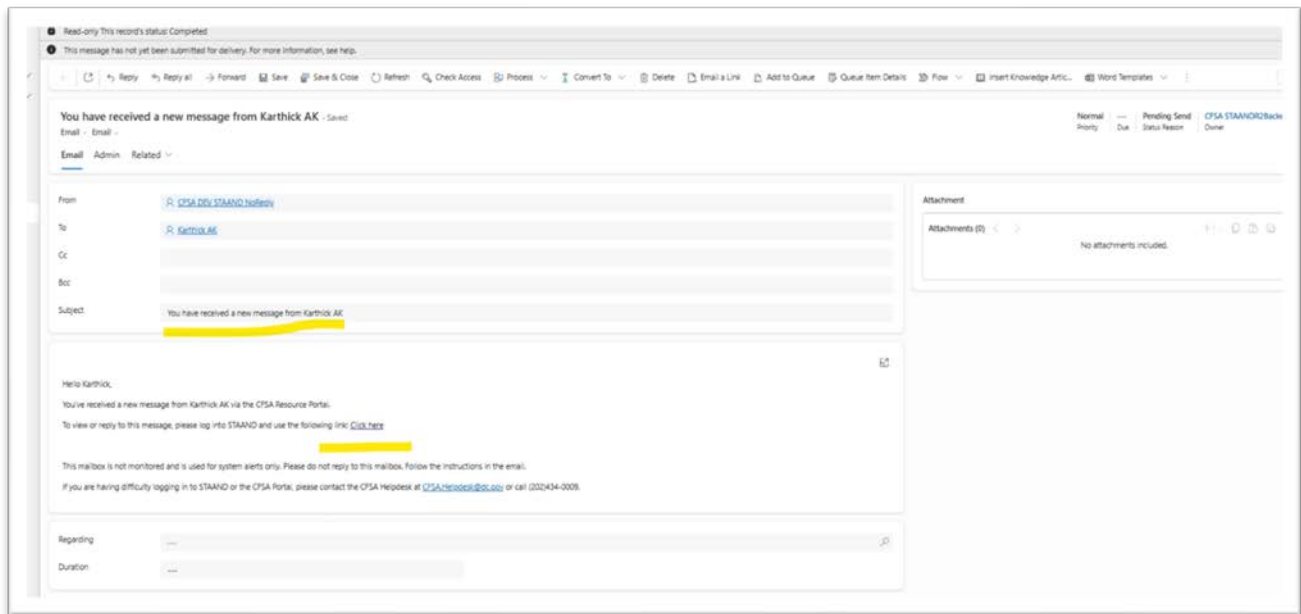 Read-only This record's status: Completed
This message has not yet been submitted for delivery. For more information, see help.
Reply Reply all Forward Save Save & Close Refresh Check Access Process Convert To Delete Email a Link Add to Queue Queue Item Details Flow Insert Knowledge Artic... Word Templates
You have received a new message from Karthick AK - Saved
Email - Email -
Normal --- Pending Send CFSA STAANDR2Backe
Priority Due Status Reason Owner
Email Admin Related
From CFSA DEV STAAND NoReply
To Karthick AK
Cc
Bcc
Subject You have received a new message from Karthick AK
Attachment
Attachments (0)
No attachments included.
Hello Karthick,
You've received a new message from Karthick AK via the CFSA Resource Portal.
To view or reply to this message, please log into STAAND and use the following link: Click here
This mailbox is not monitored and is used for system alerts only. Please do not reply to this mailbox. Follow the instructions in the email.
If you are having difficulty logging in to STAAND or the CFSA Portal, please contact the CFSA Helpdesk at CFSA.Helpdesk@dc.gov or call (202)434-0009.
Regarding ---
Duration ---